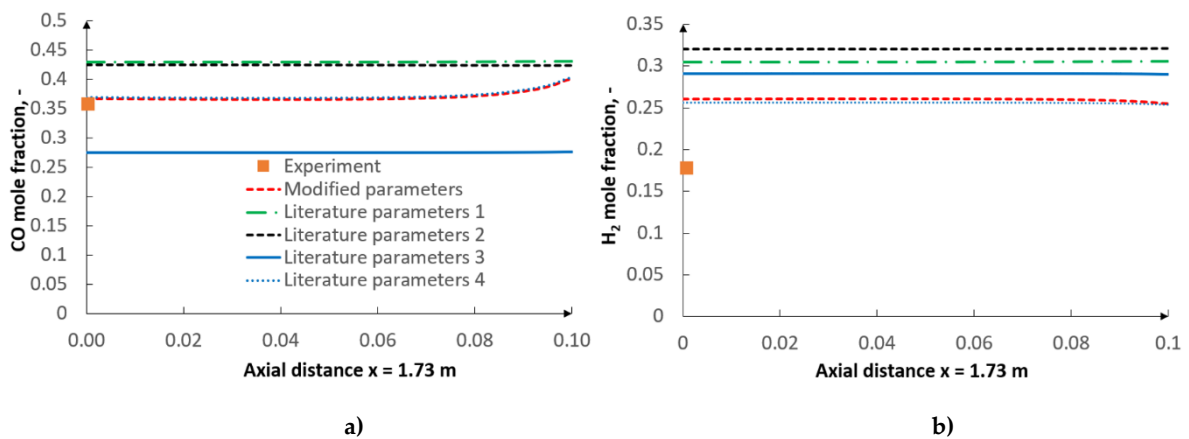 0.5
0.45
0.4
0.35
0.3
0.25
0.2
0.15
0.1
0.05
0
CO mole fraction, -
Experiment
Modified parameters
Literature parameters 1
Literature parameters 2
Literature parameters 3
Literature parameters 4
0.00 0.02 0.04 0.06 0.08 0.10
Axial distance x = 1.73 m
a)
0.35
0.3
0.25
0.2
0.15
0.1
0.05
0
H₂ mole fraction, -
0 0.02 0.04 0.06 0.08 0.1
Axial distance x = 1.73 m
b)